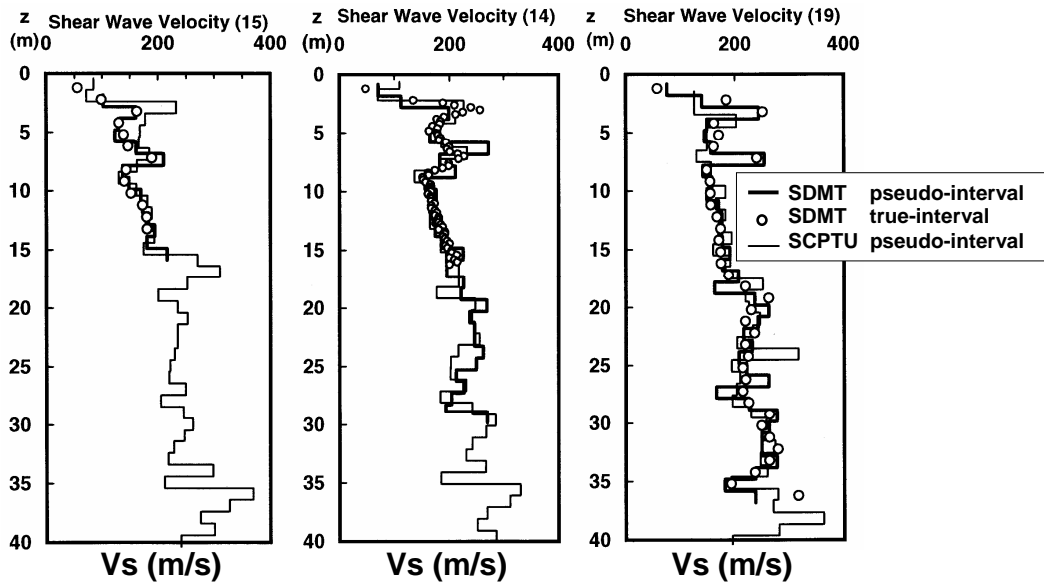 z Shear Wave Velocity (15)
(m) 0 200 400
0
5
10
15
20
25
30
35
40
Vs (m/s)
z Shear Wave Velocity (14)
(m) 0 200 400
0
5
10
15
20
25
30
35
40
Vs (m/s)
z Shear Wave Velocity (19)
(m) 0 200 400
0
5
10
15
20
25
30
35
40
Vs (m/s)
SDMT pseudo-interval
SDMT true-interval
SCPTU pseudo-interval